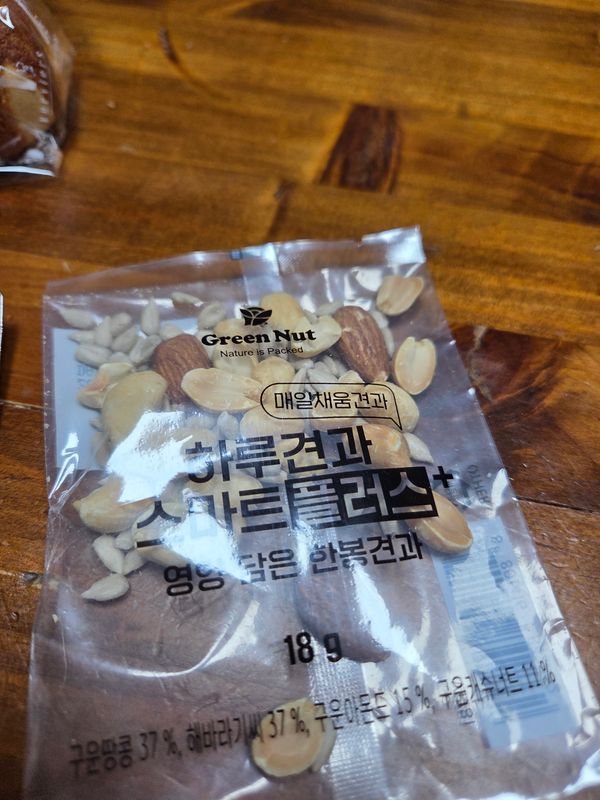 Green Nut
Nature is Packed
매일채움견과
하루견과
스마트플러스+
영양 담은 한봉견과
18 g
구운땅콩 37 %, 해바라기씨 37 %, 구운아몬드 15 %, 구운캐슈너트 11 %